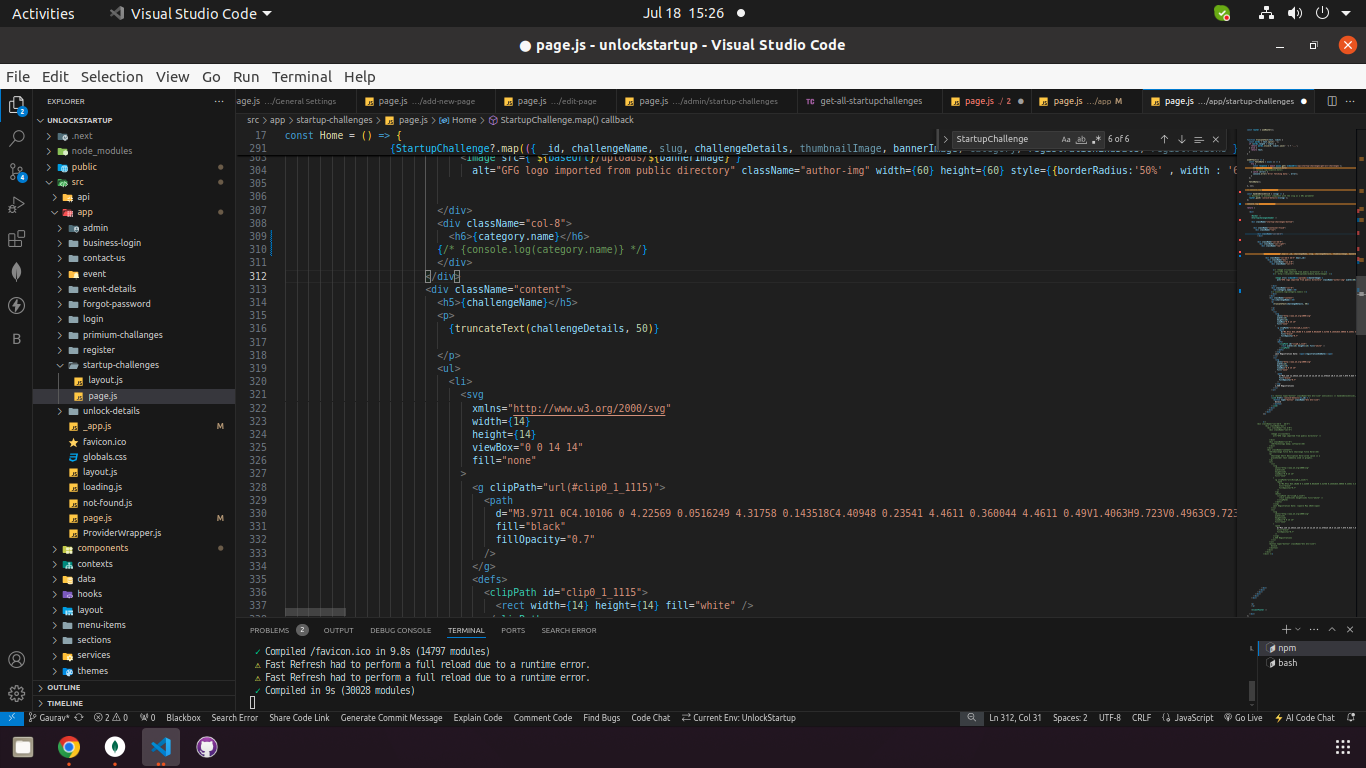 Activities
Visual Studio Code
Jul 18 15:26
page.js - unlockstartup - Visual Studio Code
File Edit Selection View Go Run Terminal Help
EXPLORER
UNLOCKSTARTUP
.next
node_modules
public
src
api
app
admin
business-login
contact-us
event
event-details
forgot-password
login
primium-challanges
register
startup-challenges
layout.js
page.js
unlock-details
_app.js M
favicon.ico
globals.css
layout.js
loading.js
not-found.js
page.js M
ProviderWrapper.js
components
contexts
data
hooks
layout
menu-items
sections
services
themes
OUTLINE
TIMELINE
page.js .../General Settings
page.js .../add-new-page
page.js .../edit-page
page.js .../admin/startup-challenges
get-all-startupchallenges
page.js ./ 2
page.js .../app M
page.js .../app/startup-challenges
src > app > startup-challenges > page.js > Home > StartupChallenge.map() callback
StartupChallenge
Aa
ab
6 of 6
17 const Home = () => {
291 {StartupChallenge?.map(({ _id, challengeName, slug, challengeDetails, thumbnailImage,
303 <Image src={`${baseUrl}/uploads/${bannerImage}`}
304 alt="GFG logo imported from public directory" className="author-img" width={60} height={60} style={{borderRadius:'50%' , width :
305
306
307 </div>
308 <div className="col-8">
309 <h6>{category.name}</h6>
310 {/* {console.log(category.name)} */}
311 </div>
312 </div>
313 <div className="content">
314 <h5>{challengeName}</h5>
315 <p>
316 {truncateText(challengeDetails, 50)}
317
318 </p>
319 <ul>
320 <li>
321 <svg
322 xmlns="http://www.w3.org/2000/svg"
323 width={14}
324 height={14}
325 viewBox="0 0 14 14"
326 fill="none"
327 >
328 <g clipPath="url(#clip0_1_1115)">
329 <path
330 d="M3.9711 0C4.10106 0 4.22569 0.0516249 4.31758 0.143518C4.40948 0.23541 4.4611 0.360044 4.4611 0.49V1.4063H9.723V0.4963C9.723
331 fill="black"
332 fillOpacity="0.7"
333 />
334 </g>
335 <defs>
336 <clipPath id="clip0_1_1115">
337 <rect width={14} height={14} fill="white" />
PROBLEMS 2 OUTPUT DEBUG CONSOLE TERMINAL PORTS SEARCH ERROR
✓ Compiled /favicon.ico in 9.8s (14797 modules)
⚠ Fast Refresh had to perform a full reload due to a runtime error.
⚠ Fast Refresh had to perform a full reload due to a runtime error.
✓ Compiled in 9s (30028 modules)
npm
bash
Gaurav* 2 0 0 Blackbox Search Error Share Code Link Generate Commit Message Explain Code Comment Code Find Bugs Code Chat Current Env: UnlockStartup
Ln 312, Col 31 Spaces: 2 UTF-8 CRLF {} JavaScript Go Live AI Code Chat